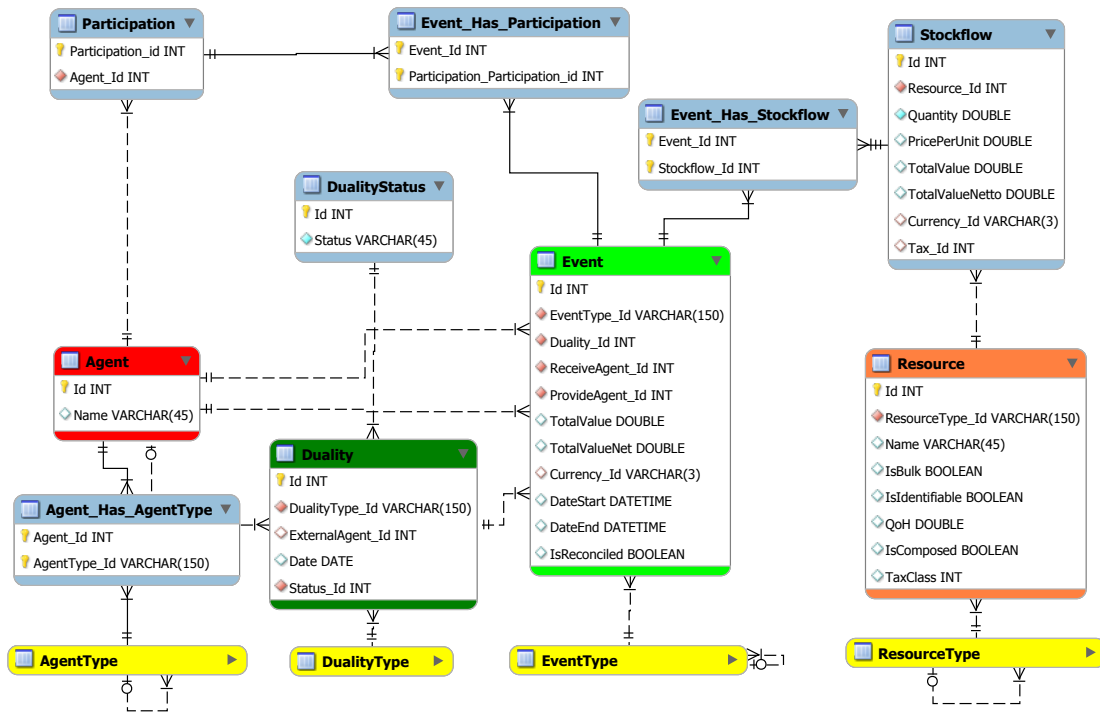 Participation
Participation_id INT
Agent_Id INT
Event_Has_Participation
Event_Id INT
Participation_Participation_id INT
Stockflow
Id INT
Resource_Id INT
Quantity DOUBLE
PricePerUnit DOUBLE
TotalValue DOUBLE
TotalValueNetto DOUBLE
Currency_Id VARCHAR(3)
Tax_Id INT
Event_Has_Stockflow
Event_Id INT
Stockflow_Id INT
DualityStatus
Id INT
Status VARCHAR(45)
Event
Id INT
EventType_Id VARCHAR(150)
Duality_Id INT
ReceiveAgent_Id INT
ProvideAgent_Id INT
TotalValue DOUBLE
TotalValueNet DOUBLE
Currency_Id VARCHAR(3)
DateStart DATETIME
DateEnd DATETIME
IsReconciled BOOLEAN
Agent
Id INT
Name VARCHAR(45)
Resource
Id INT
ResourceType_Id VARCHAR(150)
Name VARCHAR(45)
IsBulk BOOLEAN
IsIdentifiable BOOLEAN
QoH DOUBLE
IsComposed BOOLEAN
TaxClass INT
Duality
Id INT
DualityType_Id VARCHAR(150)
ExternalAgent_Id INT
Date DATE
Status_Id INT
Agent_Has_AgentType
Agent_Id INT
AgentType_Id VARCHAR(150)
AgentType
DualityType
EventType
ResourceType